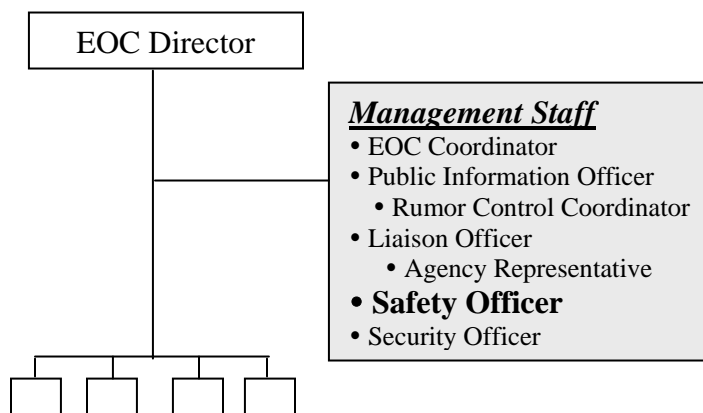 EOC Director
Management Staff
• EOC Coordinator
• Public Information Officer
• Rumor Control Coordinator
• Liaison Officer
• Agency Representative
• Safety Officer
• Security Officer